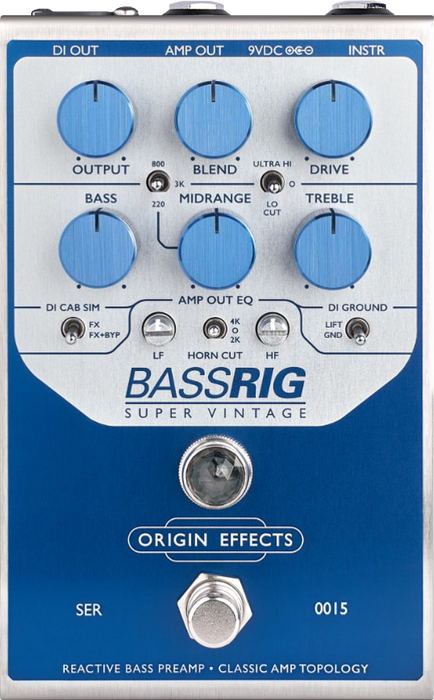 DI OUT AMP OUT 9VDC INSTR
OUTPUT BLEND DRIVE
800
3K
220
ULTRA HI
O
LO
CUT
BASS MIDRANGE TREBLE
AMP OUT EQ
DI CAB SIM
FX
FX+BYP
LF
HORN CUT
4K
O
2K
HF
DI GROUND
LIFT
GND
BASSRIG
SUPER VINTAGE
ORIGIN EFFECTS
SER 0015
REACTIVE BASS PREAMP • CLASSIC AMP TOPOLOGY